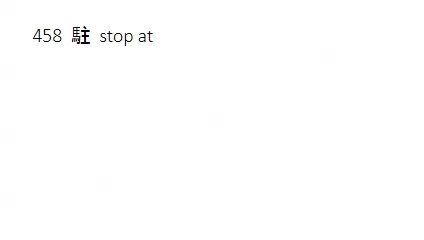 458 駐 stop at